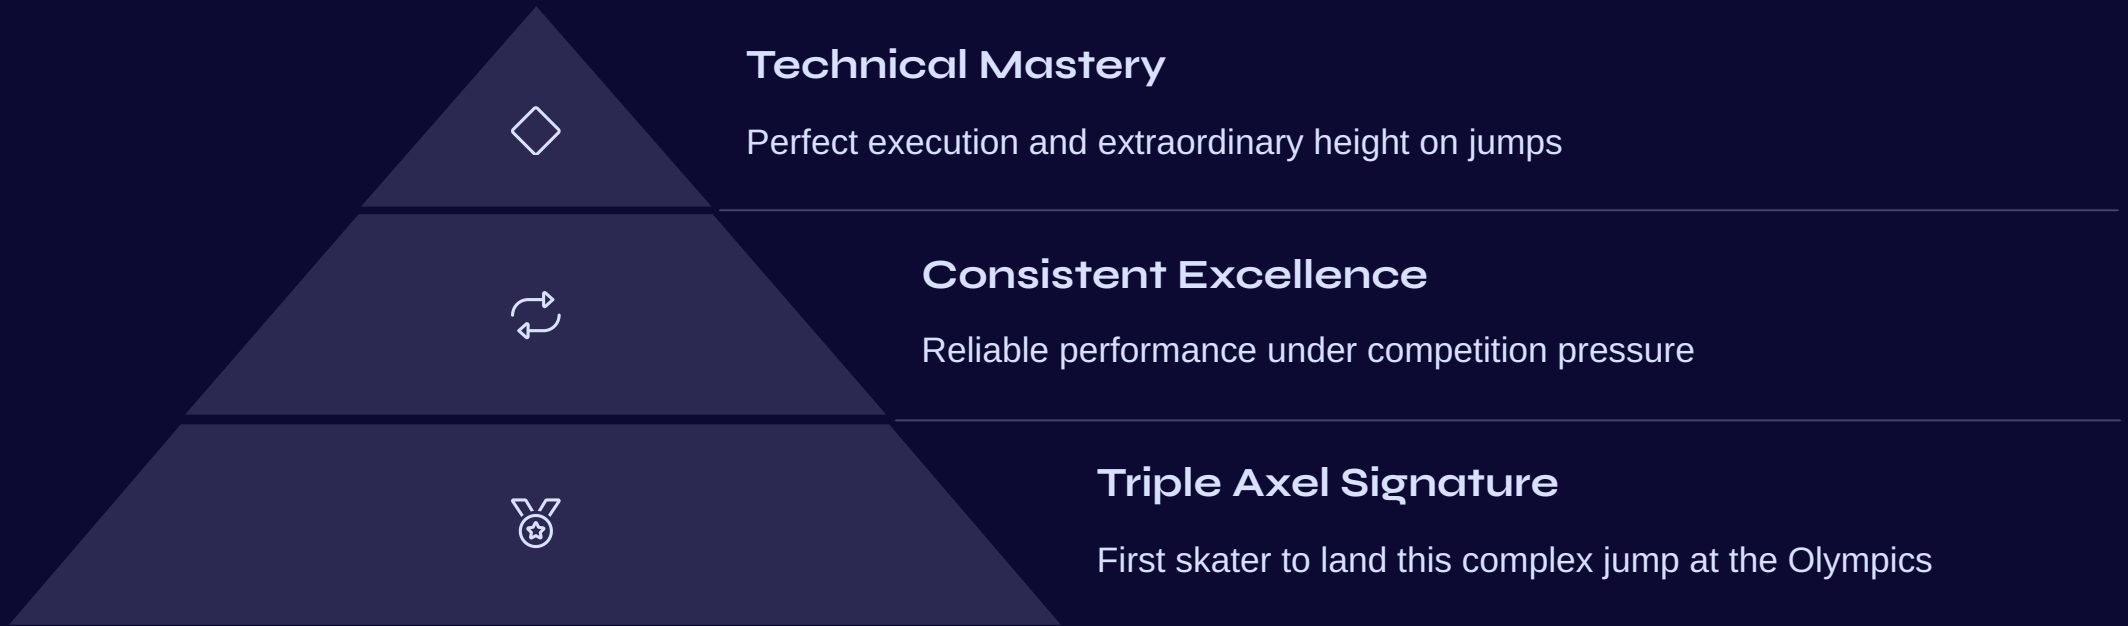 Technical Mastery
Perfect execution and extraordinary height on jumps
Consistent Excellence
Reliable performance under competition pressure
Triple Axel Signature
First skater to land this complex jump at the Olympics